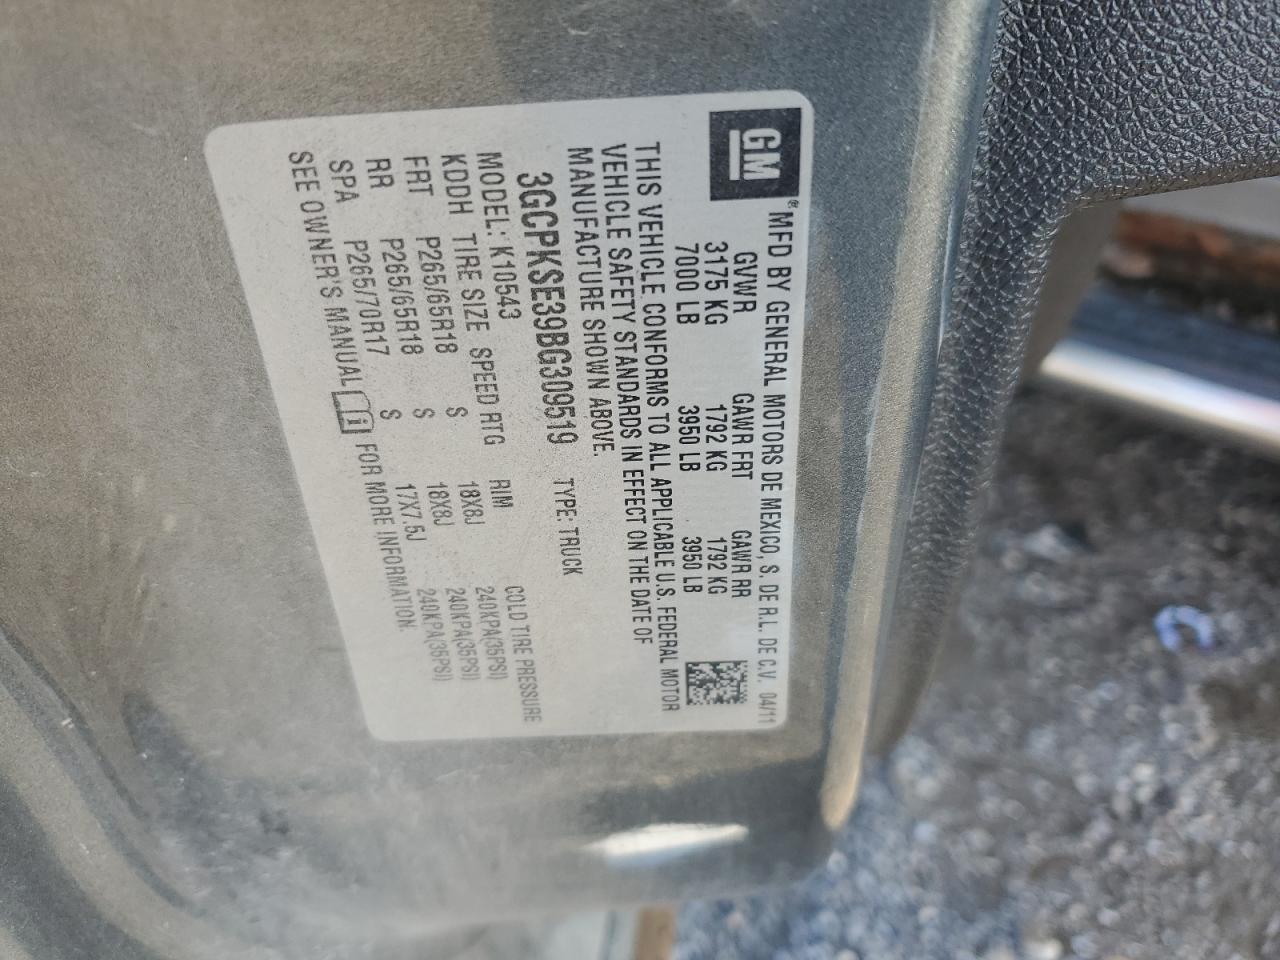 GM
® MFD BY GENERAL MOTORS DE MEXICO, S. DE R.L. DE C.V. 04/11
GVWR GAWR FRT GAWR RR
3175 KG 1792 KG 1792 KG
7000 LB 3950 LB 3950 LB
THIS VEHICLE CONFORMS TO ALL APPLICABLE U.S. FEDERAL MOTOR
VEHICLE SAFETY STANDARDS IN EFFECT ON THE DATE OF
MANUFACTURE SHOWN ABOVE.
3GCPKSE39BG309519 TYPE: TRUCK
MODEL: K10543
KDDH TIRE SIZE SPEED RTG RIM COLD TIRE PRESSURE
FRT P265/65R18 S 18X8J 240KPA(35PSI)
RR P265/65R18 S 18X8J 240KPA(35PSI)
SPA P265/70R17 S 17X7.5J 240KPA(35PSI)
SEE OWNER'S MANUAL i FOR MORE INFORMATION.